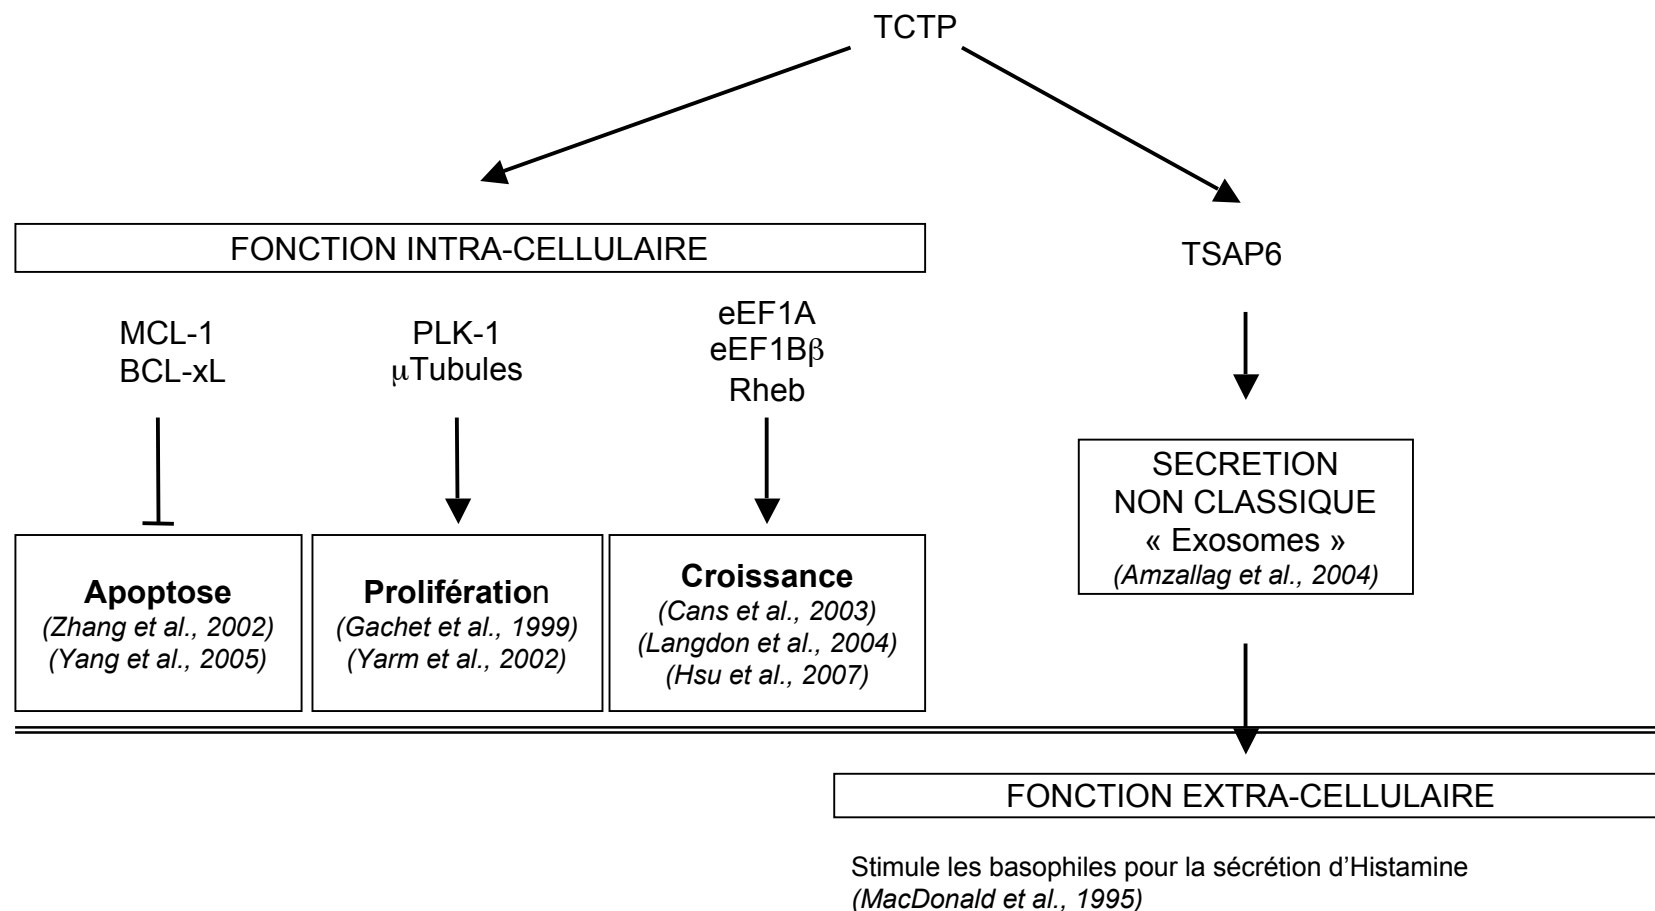 TCTP
FONCTION INTRA-CELLULAIRE
TSAP6
MCL-1
BCL-xL
PLK-1
μTubules
eEF1A
eEF1Bβ
Rheb
Apoptose
(Zhang et al., 2002)
(Yang et al., 2005)
Prolifération
(Gachet et al., 1999)
(Yarm et al., 2002)
Croissance
(Cans et al., 2003)
(Langdon et al., 2004)
(Hsu et al., 2007)
SECRETION
NON CLASSIQUE
« Exosomes »
(Amzallag et al., 2004)
FONCTION EXTRA-CELLULAIRE
Stimule les basophiles pour la sécrétion d’Histamine
(MacDonald et al., 1995)